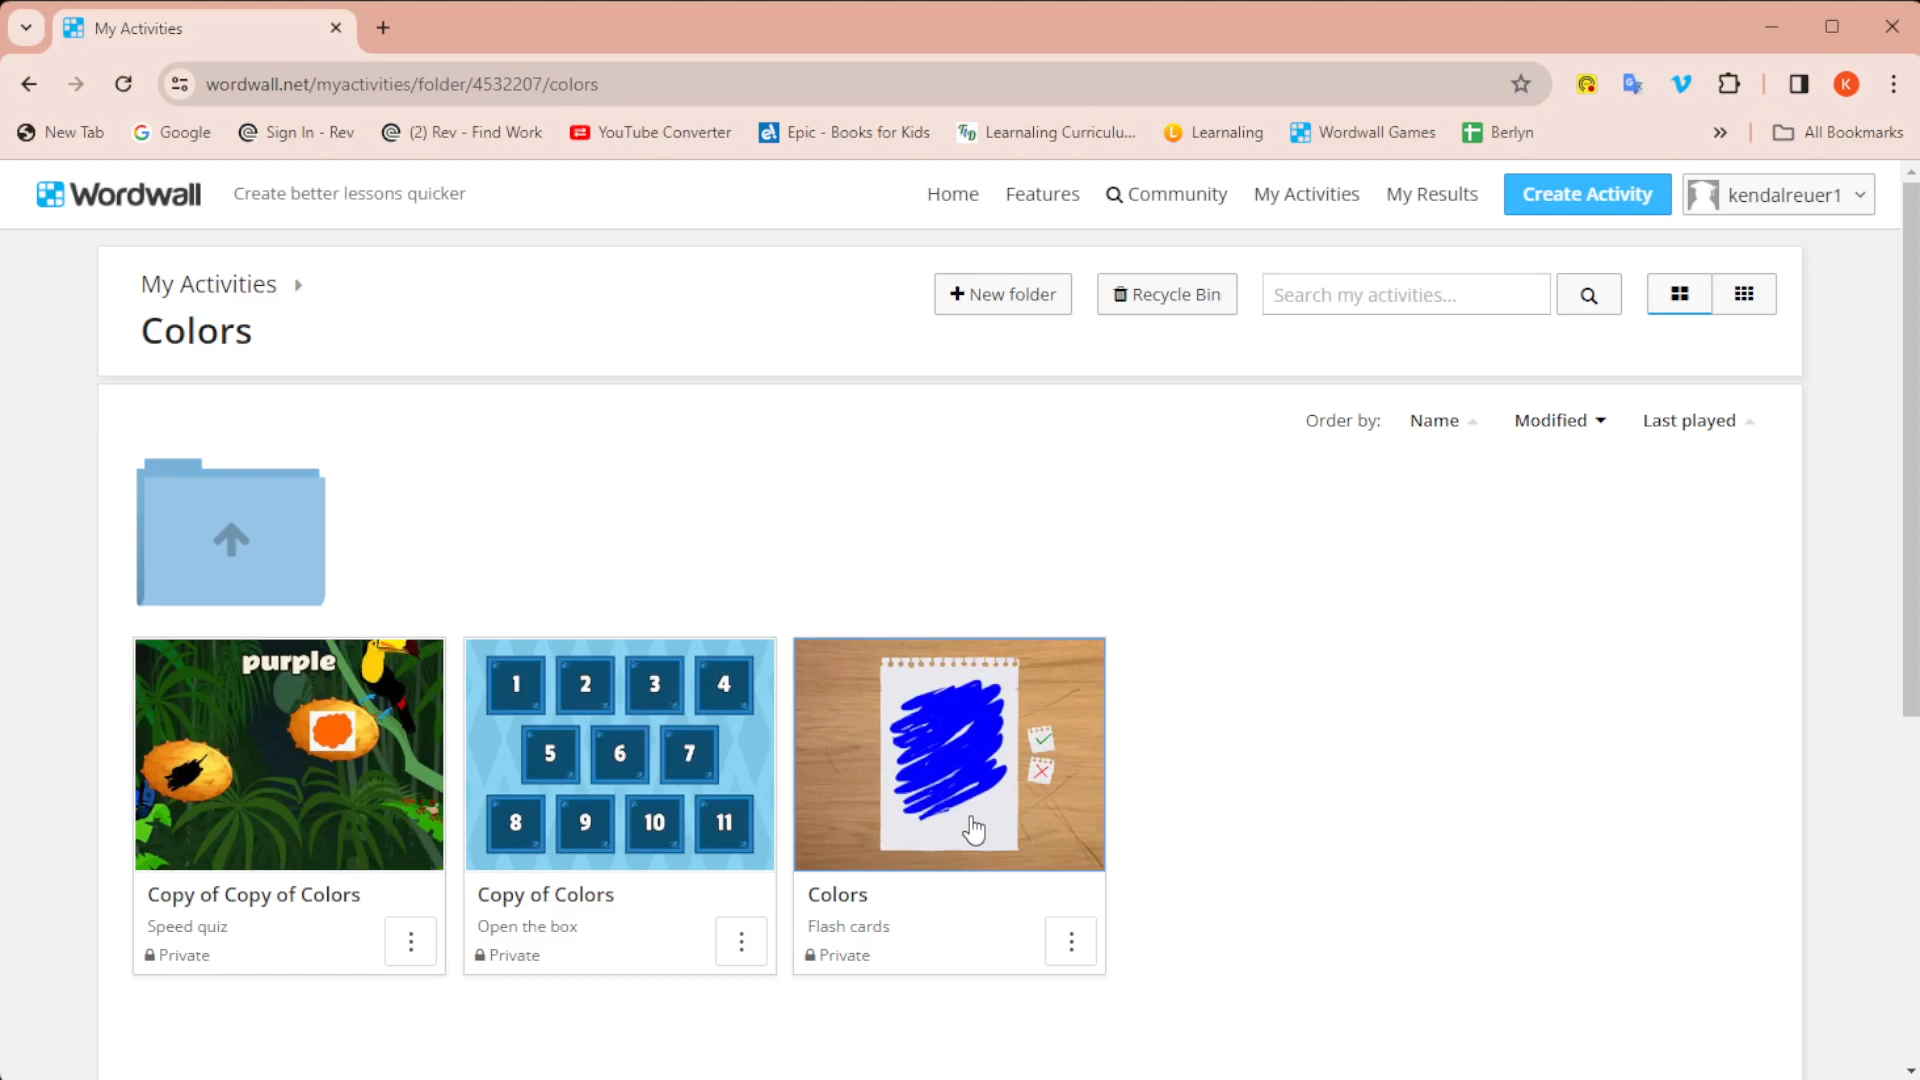 My Activities
wordwall.net/myactivities/folder/4532207/colors
K
New Tab
Google
Sign In - Rev
(2) Rev - Find Work
YouTube Converter
Epic - Books for Kids
Learnaling Curriculu...
Learnaling
Wordwall Games
Berlyn
All Bookmarks
Wordwall
Create better lessons quicker
Home
Features
Community
My Activities
My Results
Create Activity
kendalreuer1
My Activities
Colors
New folder
Recycle Bin
Search my activities...
Order by:
Name
Modified
Last played
purple
1 2 3 4
5 6 7
8 9 10 11
Copy of Copy of Colors
Speed quiz
Private
Copy of Colors
Open the box
Private
Colors
Flash cards
Private